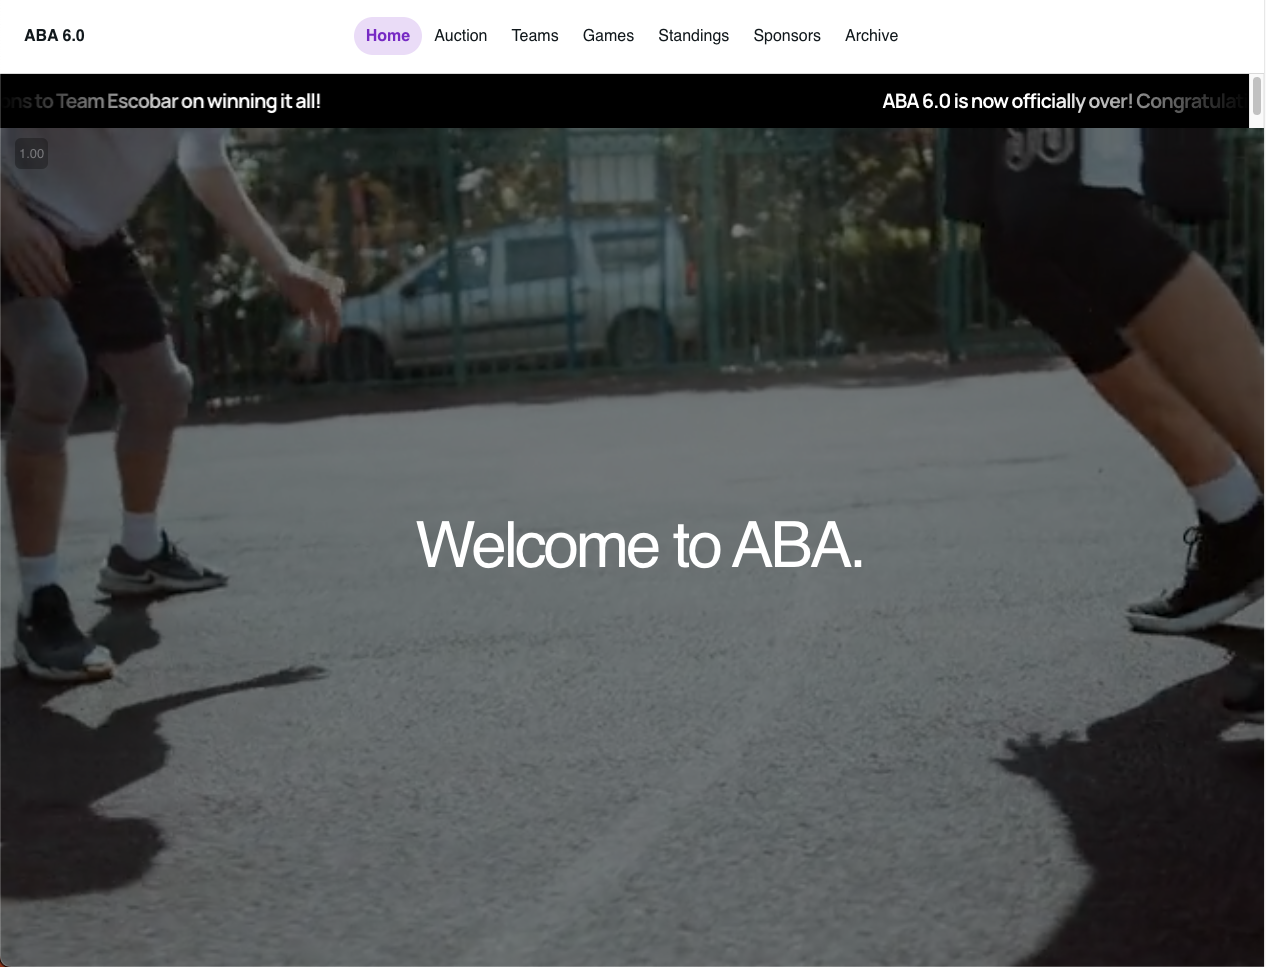 ABA 6.0
Home Auction Teams Games Standings Sponsors Archive
ons to Team Escobar on winning it all! ABA 6.0 is now officially over! Congratulat
1.00
Welcome to ABA.